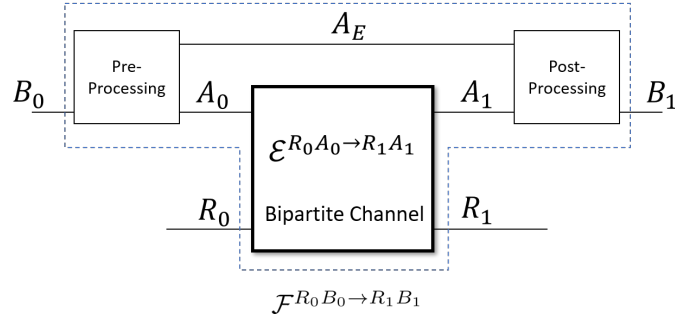 A_E
Pre-
Processing
Post-
Processing
B_0
A_0
A_1
B_1
ℰ^{R_0A_0→R_1A_1}
Bipartite Channel
R_0
R_1
ℱ^{R_0B_0→R_1B_1}